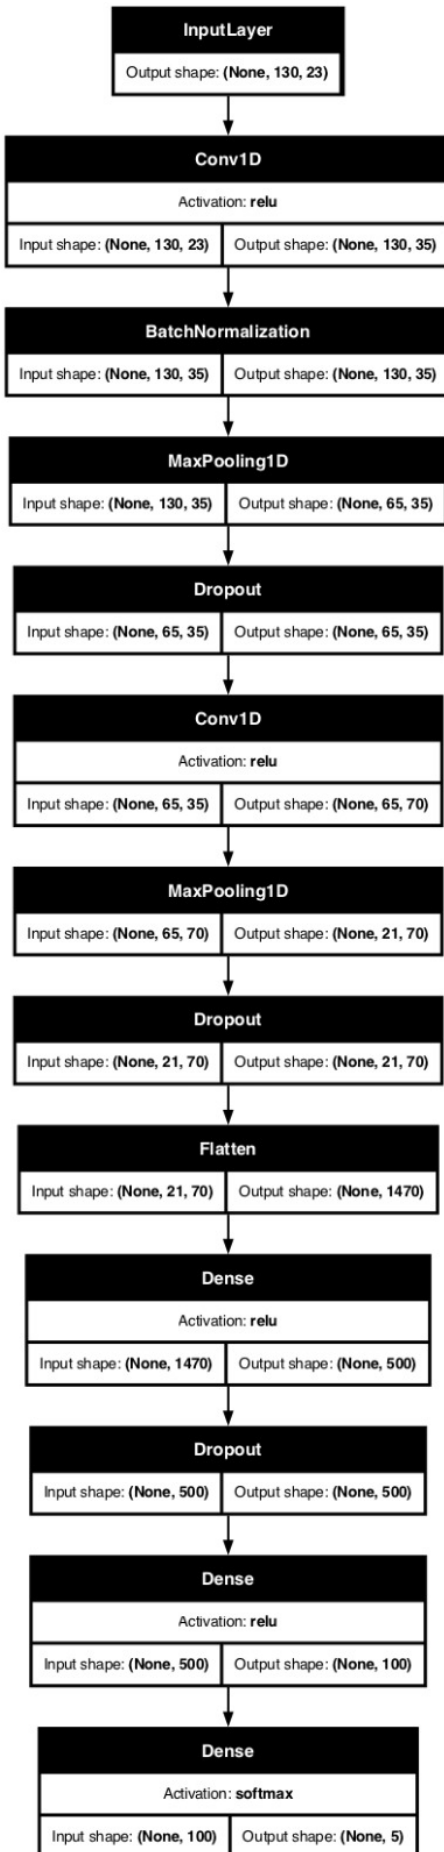 InputLayer
Output shape: (None, 130, 23)
Conv1D
Activation: relu
Input shape: (None, 130, 23) Output shape: (None, 130, 35)
BatchNormalization
Input shape: (None, 130, 35) Output shape: (None, 130, 35)
MaxPooling1D
Input shape: (None, 130, 35) Output shape: (None, 65, 35)
Dropout
Input shape: (None, 65, 35) Output shape: (None, 65, 35)
Conv1D
Activation: relu
Input shape: (None, 65, 35) Output shape: (None, 65, 70)
MaxPooling1D
Input shape: (None, 65, 70) Output shape: (None, 21, 70)
Dropout
Input shape: (None, 21, 70) Output shape: (None, 21, 70)
Flatten
Input shape: (None, 21, 70) Output shape: (None, 1470)
Dense
Activation: relu
Input shape: (None, 1470) Output shape: (None, 500)
Dropout
Input shape: (None, 500) Output shape: (None, 500)
Dense
Activation: relu
Input shape: (None, 500) Output shape: (None, 100)
Dense
Activation: softmax
Input shape: (None, 100) Output shape: (None, 5)